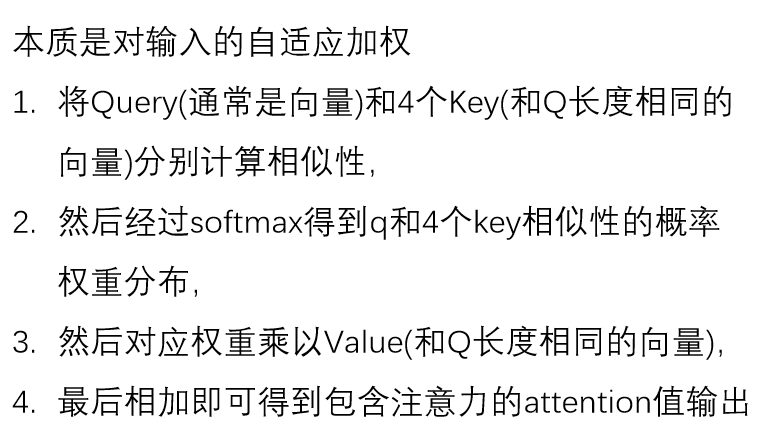 本质是对输入的自适应加权
1. 将Query(通常是向量)和4个Key(和Q长度相同的
向量)分别计算相似性,
2. 然后经过softmax得到q和4个key相似性的概率
权重分布,
3. 然后对应权重乘以Value(和Q长度相同的向量),
4. 最后相加即可得到包含注意力的attention值输出